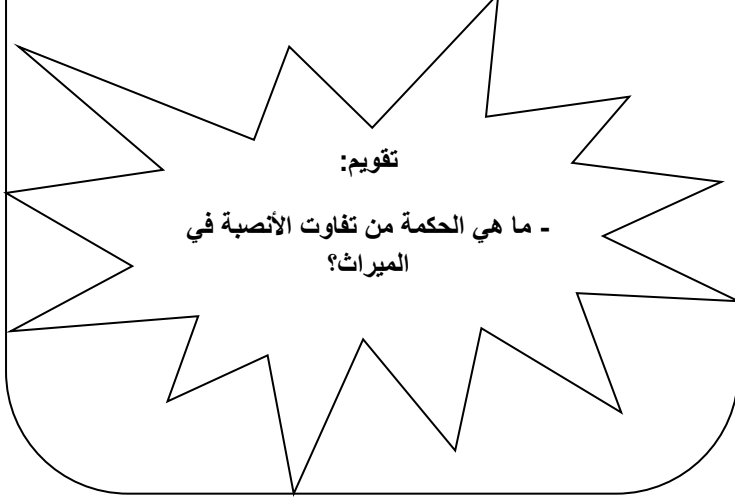 تقويم:
- ما هي الحكمة من تفاوت الأنصبة في
الميراث؟